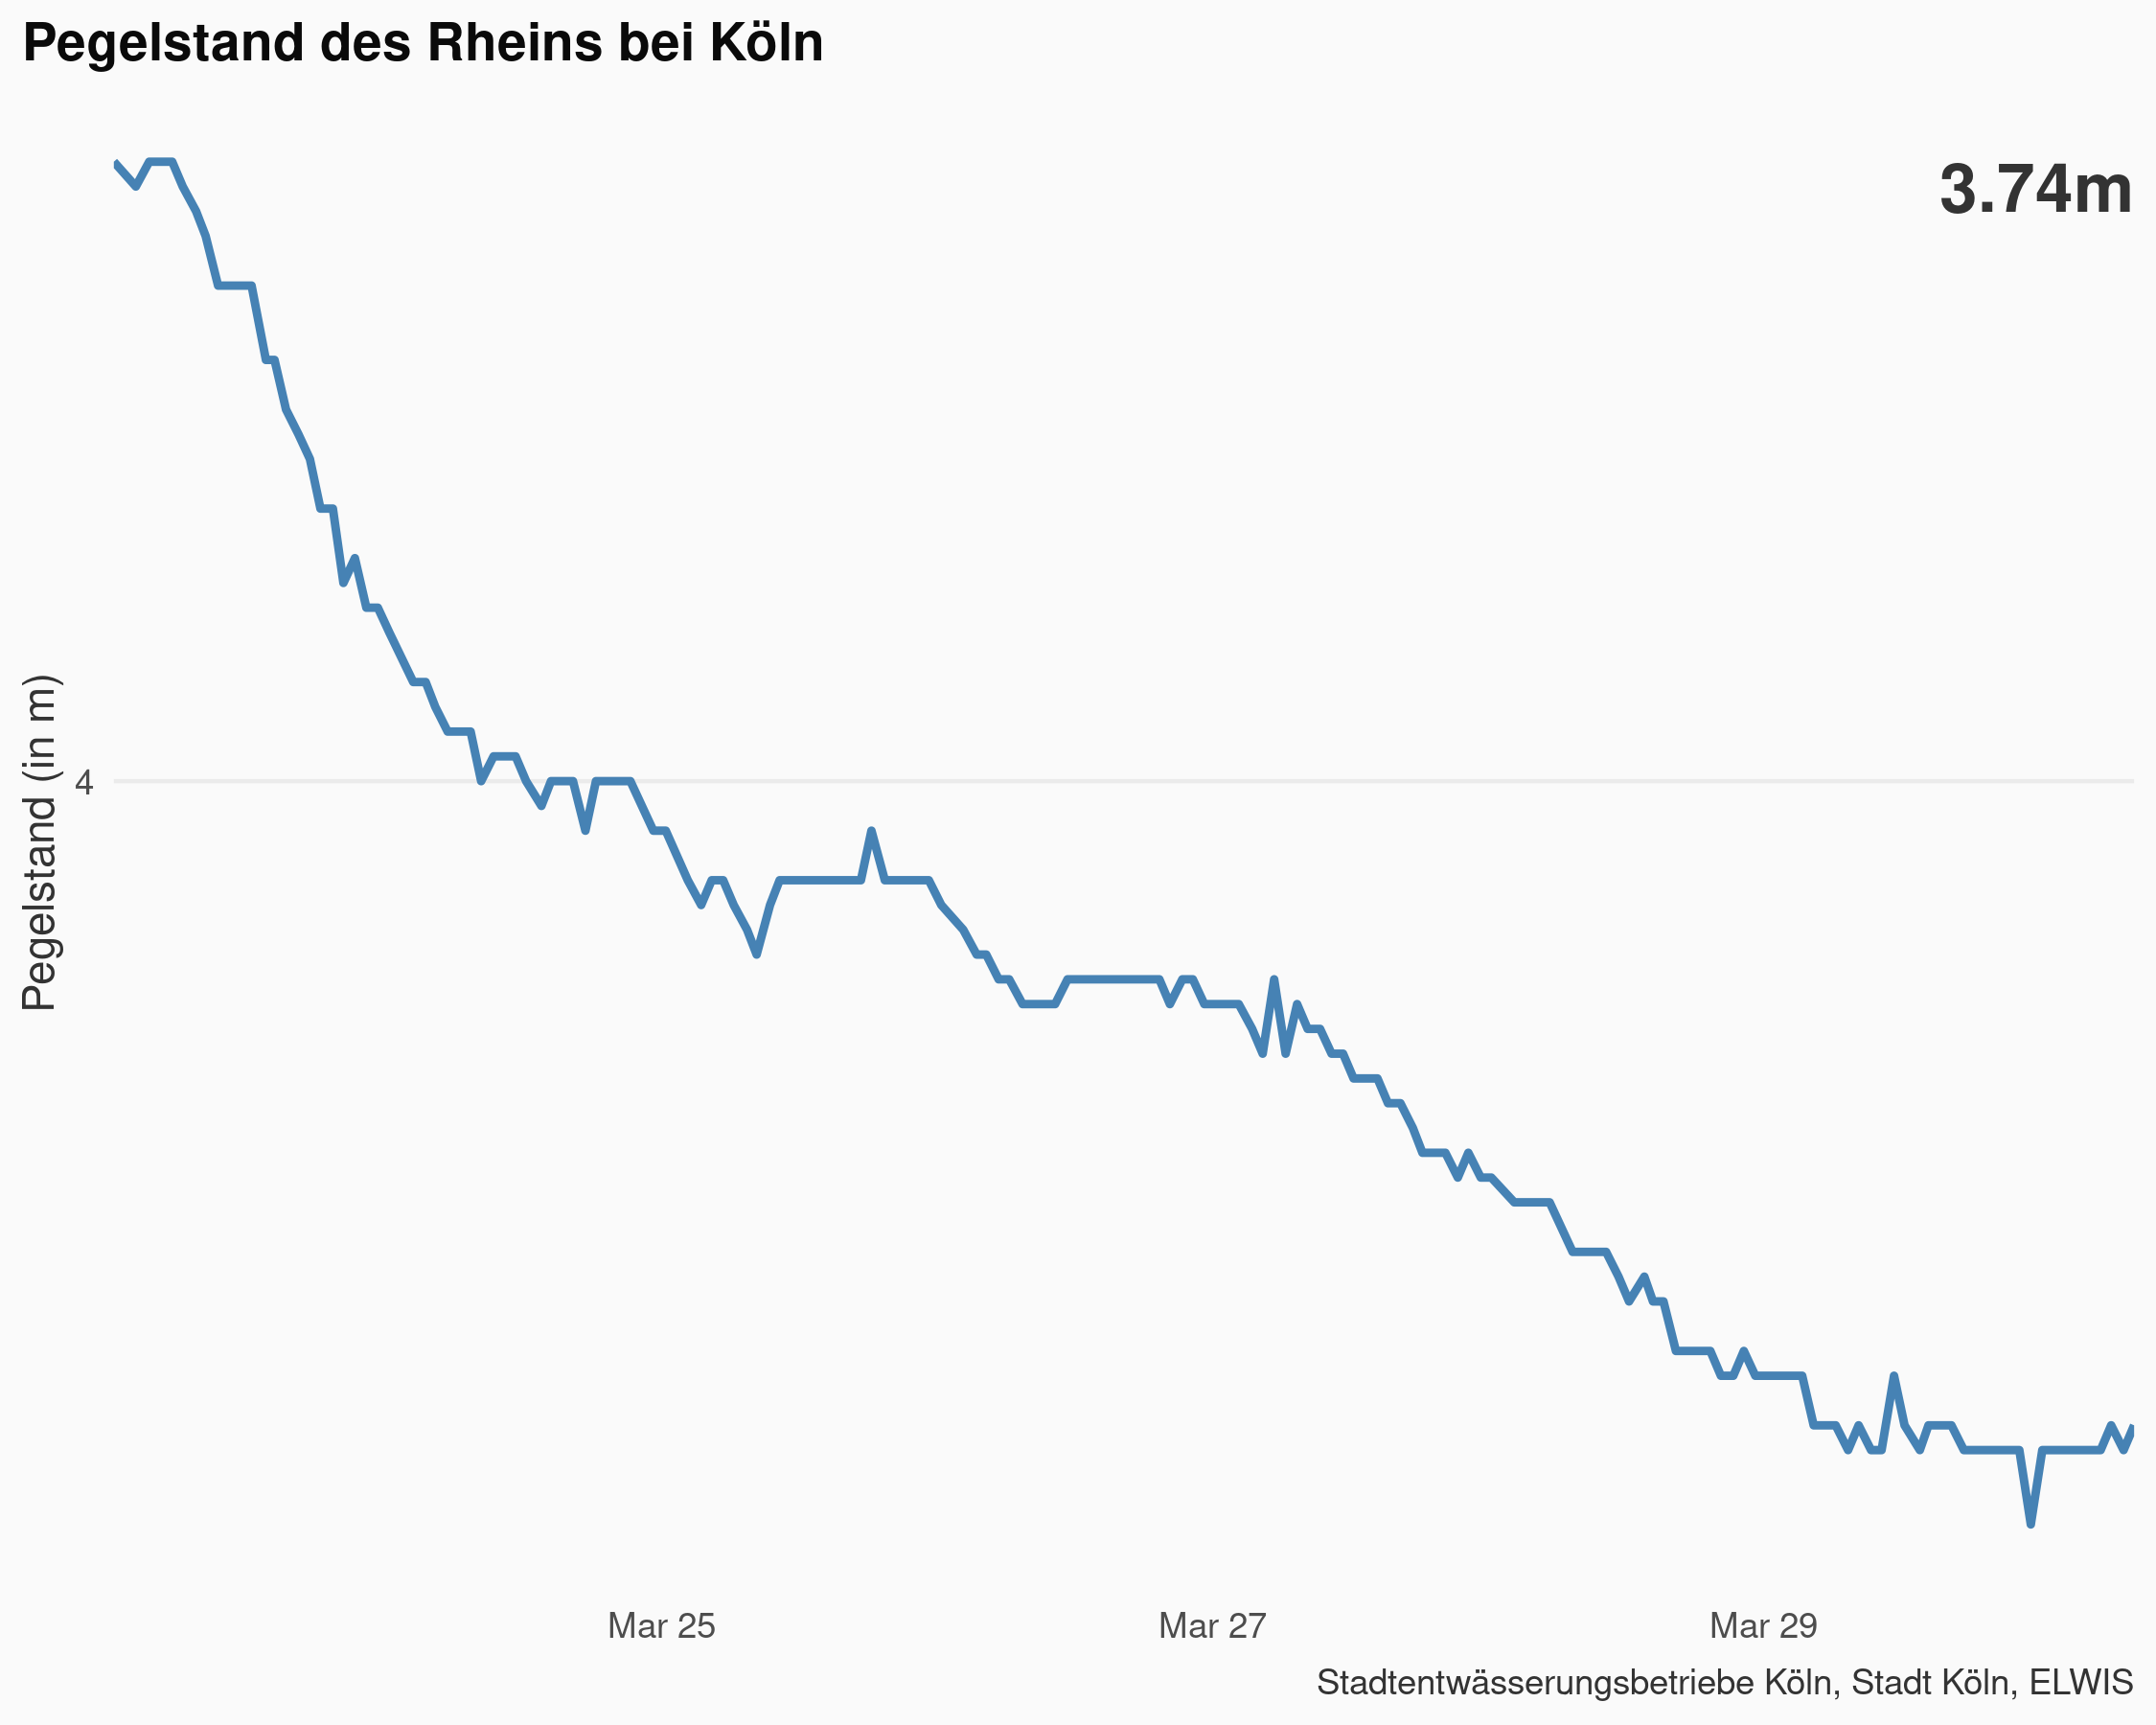 Pegelstand des Rheins bei Köln
3.74m
Pegelstand (in m)
4
Mar 25
Mar 27
Mar 29
Stadtentwässerungsbetriebe Köln, Stadt Köln, ELWIS